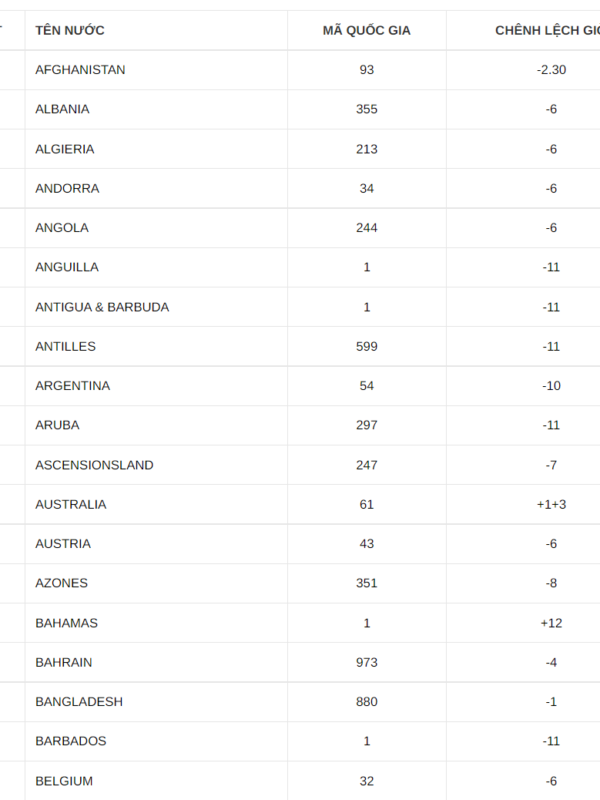 TÊN NƯỚC MÃ QUỐC GIA CHÊNH LỆCH
AFGHANISTAN 93 -2.30
ALBANIA 355 -6
ALGIERIA 213 -6
ANDORRA 34 -6
ANGOLA 244 -6
ANGUILLA 1 -11
ANTIGUA & BARBUDA 1 -11
ANTILLES 599 -11
ARGENTINA 54 -10
ARUBA 297 -11
ASCENSIONSLAND 247 -7
AUSTRALIA 61 +1+3
AUSTRIA 43 -6
AZONES 351 -8
BAHAMAS 1 +12
BAHRAIN 973 -4
BANGLADESH 880 -1
BARBADOS 1 -11
BELGIUM 32 -6